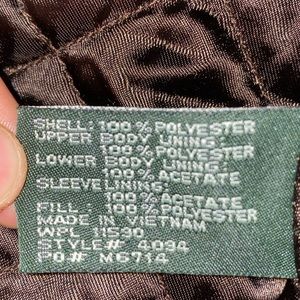 SHELL: 100% POLYESTER
UPPER BODY LINING:
100% POLYESTER
LOWER BODY LINING:
100% ACETATE
SLEEVE LINING:
100% ACETATE
FILL: 100% POLYESTER
MADE IN VIETNAM
WPL 11590
STYLE# 4094
PO# M6714